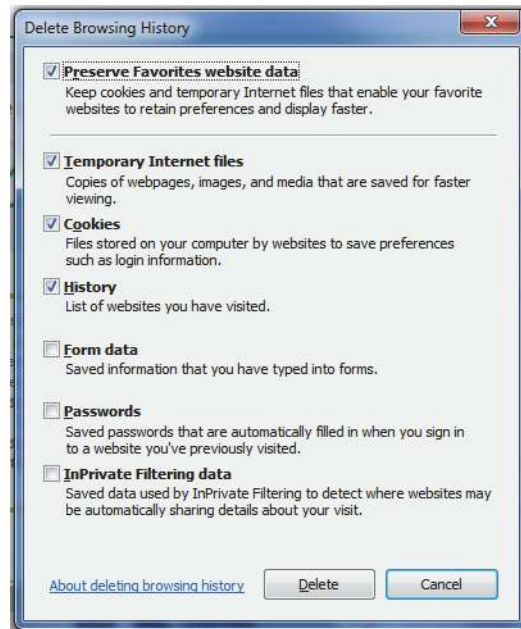 Delete Browsing History
Preserve Favorites website data
Keep cookies and temporary Internet files that enable your favorite
websites to retain preferences and display faster.
Temporary Internet files
Copies of webpages, images, and media that are saved for faster
viewing.
Cookies
Files stored on your computer by websites to save preferences
such as login information.
History
List of websites you have visited.
Form data
Saved information that you have typed into forms.
Passwords
Saved passwords that are automatically filled in when you sign in
to a website you've previously visited.
InPrivate Filtering data
Saved data used by InPrivate Filtering to detect where websites may
be automatically sharing details about your visit.
About deleting browsing history
Delete
Cancel